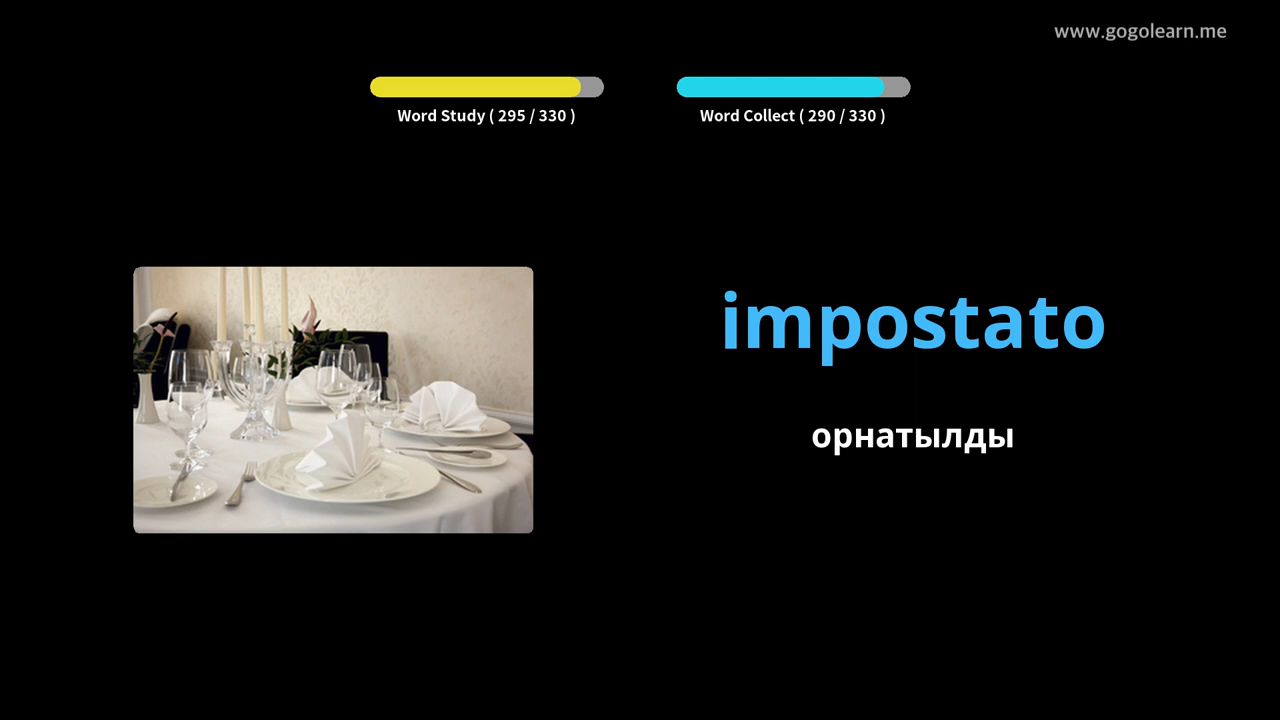 www.gogolearn.me
Word Study ( 295 / 330 )
Word Collect ( 290 / 330 )
impostato
орнатылды